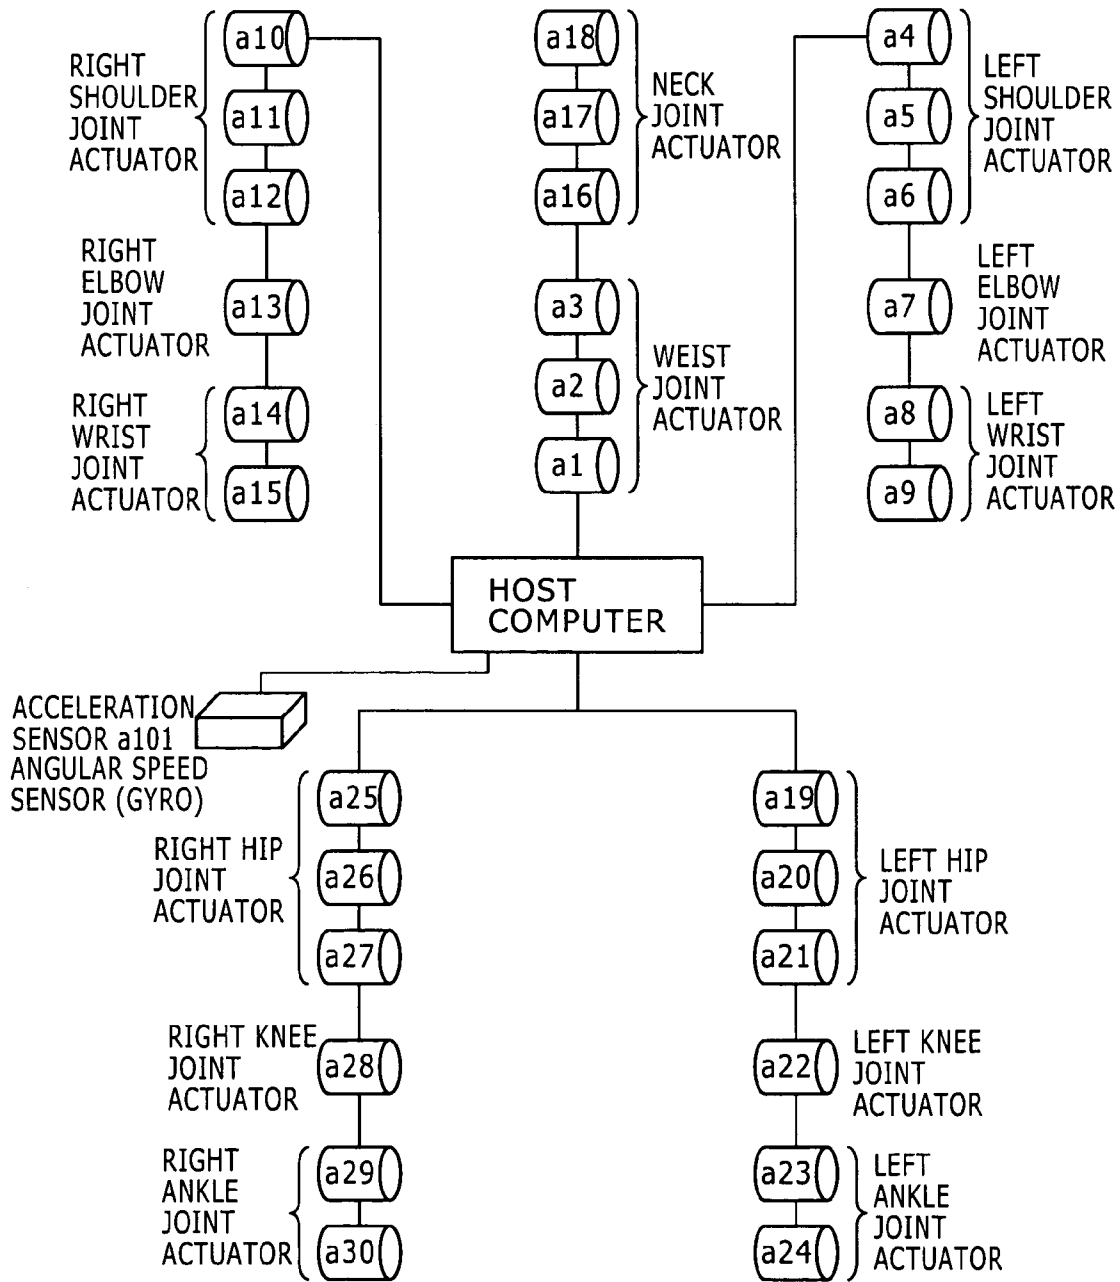 a10
a11
a12
RIGHT
SHOULDER
JOINT
ACTUATOR
a13
RIGHT
ELBOW
JOINT
ACTUATOR
a14
a15
RIGHT
WRIST
JOINT
ACTUATOR
a18
a17
a16
NECK
JOINT
ACTUATOR
a3
a2
a1
WEIST
JOINT
ACTUATOR
a4
a5
a6
LEFT
SHOULDER
JOINT
ACTUATOR
a7
LEFT
ELBOW
JOINT
ACTUATOR
a8
a9
LEFT
WRIST
JOINT
ACTUATOR
HOST
COMPUTER
ACCELERATION
SENSOR a101
ANGULAR SPEED
SENSOR (GYRO)
a25
a26
a27
RIGHT HIP
JOINT
ACTUATOR
a28
RIGHT KNEE
JOINT
ACTUATOR
a29
a30
RIGHT
ANKLE
JOINT
ACTUATOR
a19
a20
a21
LEFT HIP
JOINT
ACTUATOR
a22
LEFT KNEE
JOINT
ACTUATOR
a23
a24
LEFT
ANKLE
JOINT
ACTUATOR